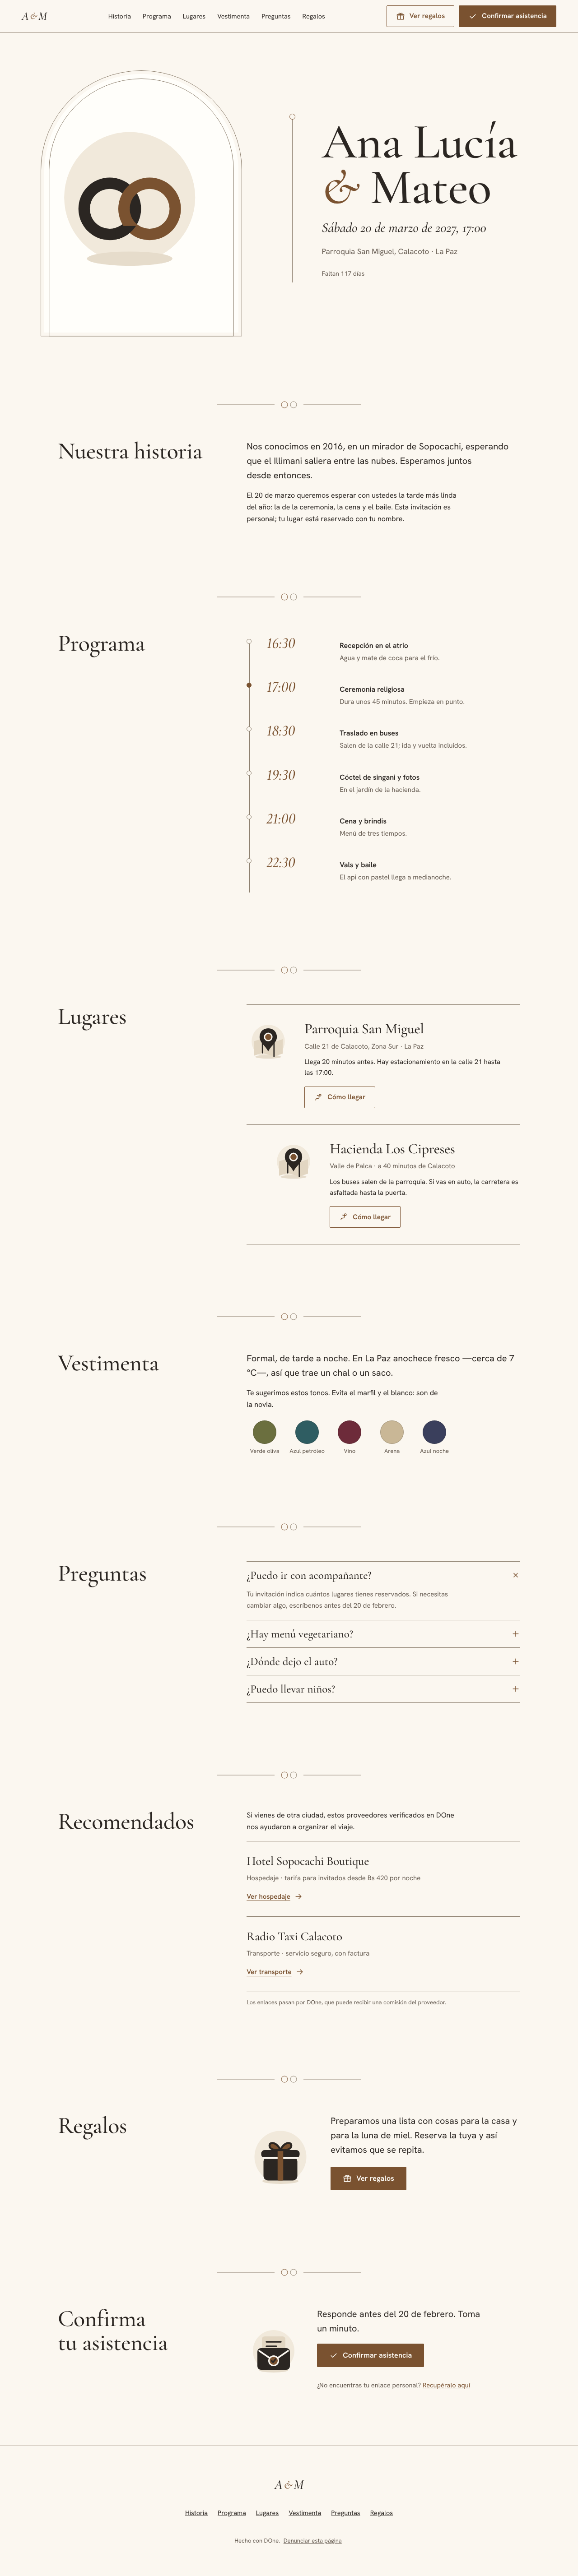 A & M
Historia
Programa
Lugares
Vestimenta
Preguntas
Regalos
Ver regalos
Confirmar asistencia
Ana Lucía
& Mateo
Sábado 20 de marzo de 2027, 17:00
Parroquia San Miguel, Calacoto · La Paz
Faltan 117 días
Nuestra historia
Nos conocimos en 2016, en un mirador de Sopocachi, esperando
que el Illimani saliera entre las nubes. Esperamos juntos
desde entonces.
El 20 de marzo queremos esperar con ustedes la tarde más linda
del año: la de la ceremonia, la cena y el baile. Esta invitación es
personal; tu lugar está reservado con tu nombre.
Programa
16:30
Recepción en el atrio
Agua y mate de coca para el frío.
17:00
Ceremonia religiosa
Dura unos 45 minutos. Empieza en punto.
18:30
Traslado en buses
Salen de la calle 21; ida y vuelta incluidos.
19:30
Cóctel de singani y fotos
En el jardín de la hacienda.
21:00
Cena y brindis
Menú de tres tiempos.
22:30
Vals y baile
El api con pastel llega a medianoche.
Lugares
Parroquia San Miguel
Calle 21 de Calacoto, Zona Sur · La Paz
Llega 20 minutos antes. Hay estacionamiento en la calle 21 hasta
las 17:00.
Cómo llegar
Hacienda Los Cipreses
Valle de Palca · a 40 minutos de Calacoto
Los buses salen de la parroquia. Si vas en auto, la carretera es
asfaltada hasta la puerta.
Cómo llegar
Vestimenta
Formal, de tarde a noche. En La Paz anochece fresco —cerca de 7
°C—, así que trae un chal o un saco.
Te sugerimos estos tonos. Evita el marfil y el blanco: son de
la novia.
Verde oliva
Azul petróleo
Vino
Arena
Azul noche
Preguntas
¿Puedo ir con acompañante?
Tu invitación indica cuántos lugares tienes reservados. Si necesitas
cambiar algo, escríbenos antes del 20 de febrero.
¿Hay menú vegetariano?
¿Dónde dejo el auto?
¿Puedo llevar niños?
Recomendados
Si vienes de otra ciudad, estos proveedores verificados en DOne
nos ayudaron a organizar el viaje.
Hotel Sopocachi Boutique
Hospedaje · tarifa para invitados desde Bs 420 por noche
Ver hospedaje
Radio Taxi Calacoto
Transporte · servicio seguro, con factura
Ver transporte
Los enlaces pasan por DOne, que puede recibir una comisión del proveedor.
Regalos
Preparamos una lista con cosas para la casa y
para la luna de miel. Reserva la tuya y así
evitamos que se repita.
Ver regalos
Confirma
tu asistencia
Responde antes del 20 de febrero. Toma
un minuto.
Confirmar asistencia
¿No encuentras tu enlace personal? Recupéralo aquí
A & M
Historia
Programa
Lugares
Vestimenta
Preguntas
Regalos
Hecho con DOne. Denunciar esta página